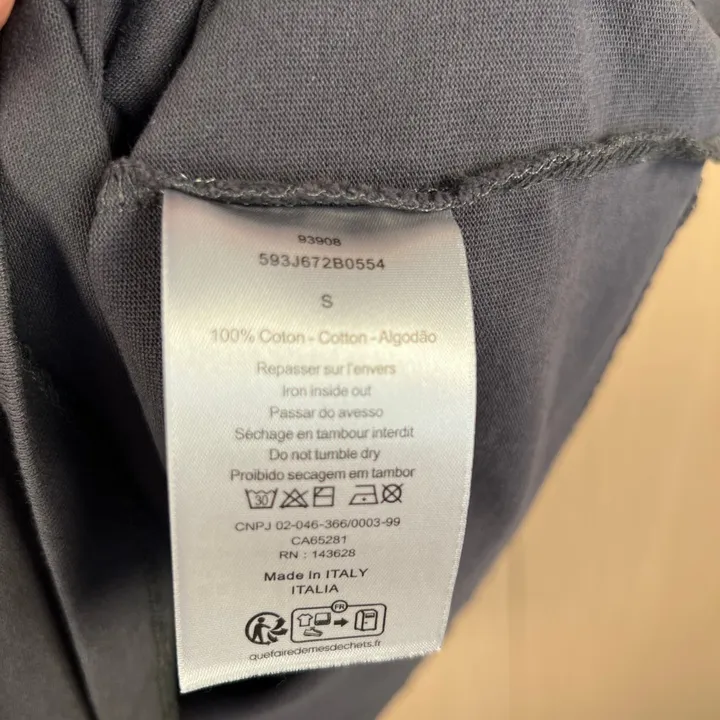 93908
593J672B0554
S
100% Coton - Cotton - Algodão
Repasser sur l'envers
Iron inside out
Passar do avesso
Séchage en tambour interdit
Do not tumble dry
Proibido secagem em tambor
30
CNPJ 02-046-366/0003-99
CA65281
RN : 143628
Made in ITALY
ITALIA
FR
quefairedemesdechets.fr